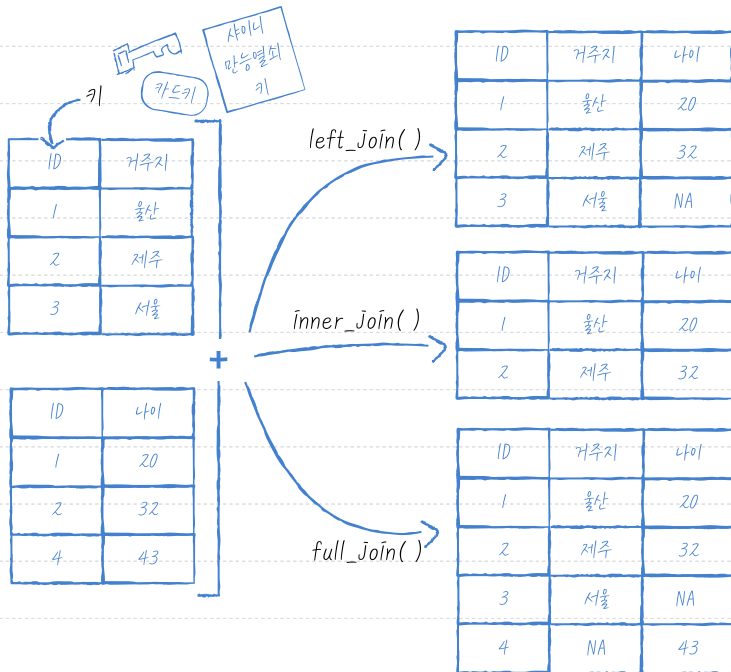 샤이니
만능열쇠
키
카드키
키
ID 거주지
1 울산
2 제주
3 서울
+
ID 나이
1 20
2 32
4 43
left_join( )
ID 거주지 나이
1 울산 20
2 제주 32
3 서울 NA
inner_join( )
ID 거주지 나이
1 울산 20
2 제주 32
full_join( )
ID 거주지 나이
1 울산 20
2 제주 32
3 서울 NA
4 NA 43